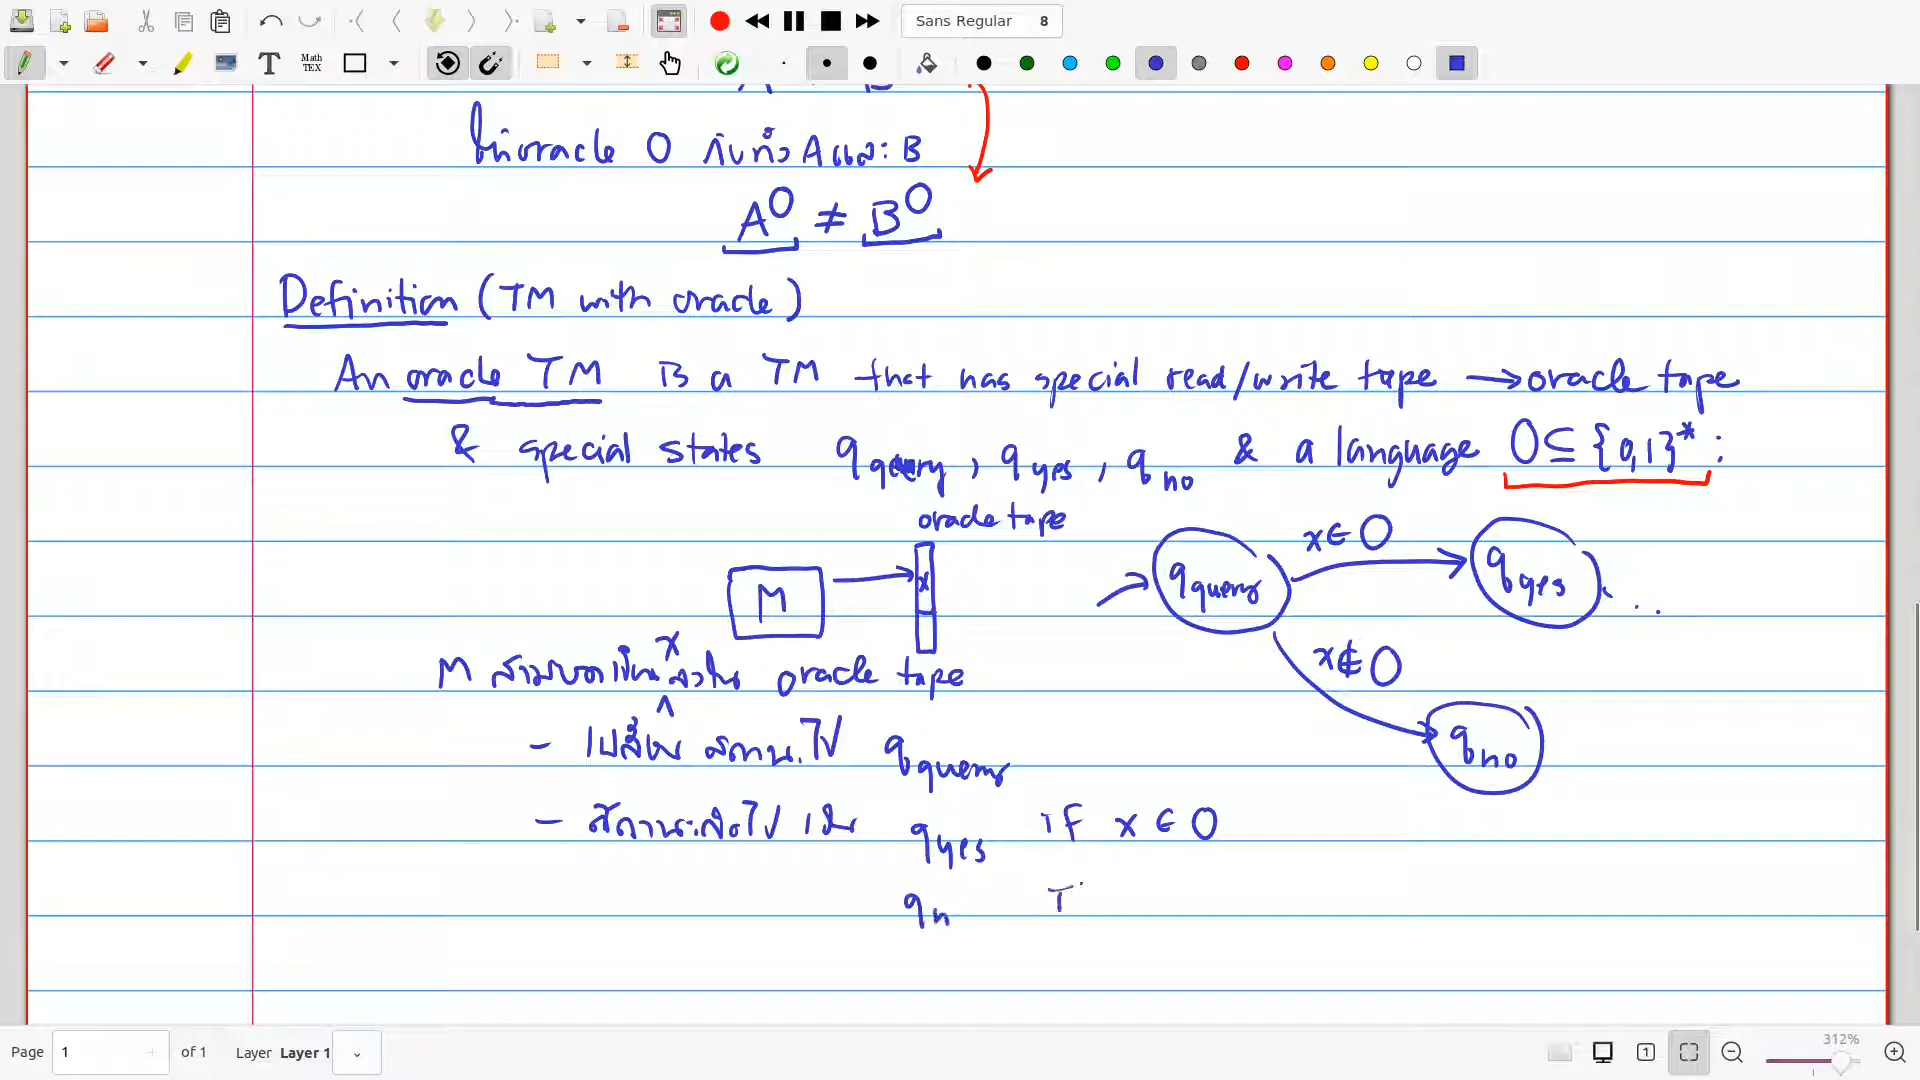 Sans Regular 8
Math TEX
ให้ oracle O กับทั้ง A และ B
A^O ≠ B^O
Definition (TM with oracle)
An oracle TM is a TM that has special read/write tape → oracle tape
& special states q_query, q_yes, q_no & a language O ⊆ {0,1}* :
oracle tape
M
x
q_query
x ∈ O
q_yes
...
x ∉ O
q_no
M สามารถเขียน x ลงใน oracle tape
- เปลี่ยนสถานะไป q_query
- สถานะถัดไปเป็น q_yes if x ∈ O
q_n
Page 1 of 1 Layer Layer 1
312%